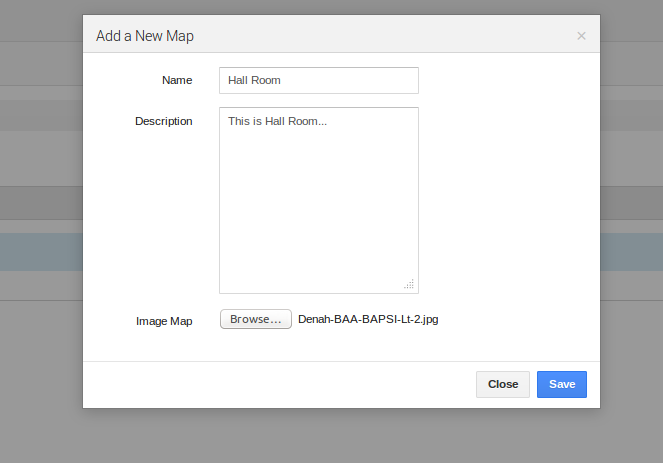 Add a New Map ×
Name Hall Room
Description This is Hall Room...
Image Map Browse... Denah-BAA-BAPSI-Lt-2.jpg
Close Save